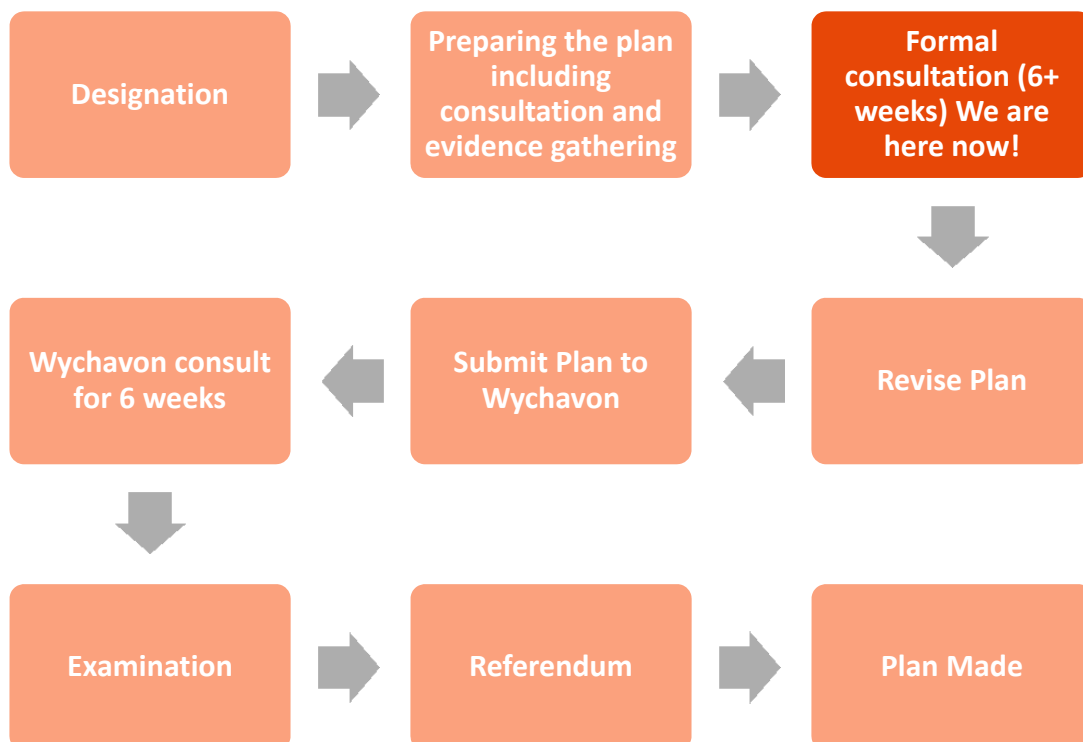 Designation
Preparing the plan
including
consultation and
evidence gathering
Formal
consultation (6+
weeks) We are
here now!
Revise Plan
Submit Plan to
Wychavon
Wychavon consult
for 6 weeks
Examination
Referendum
Plan Made